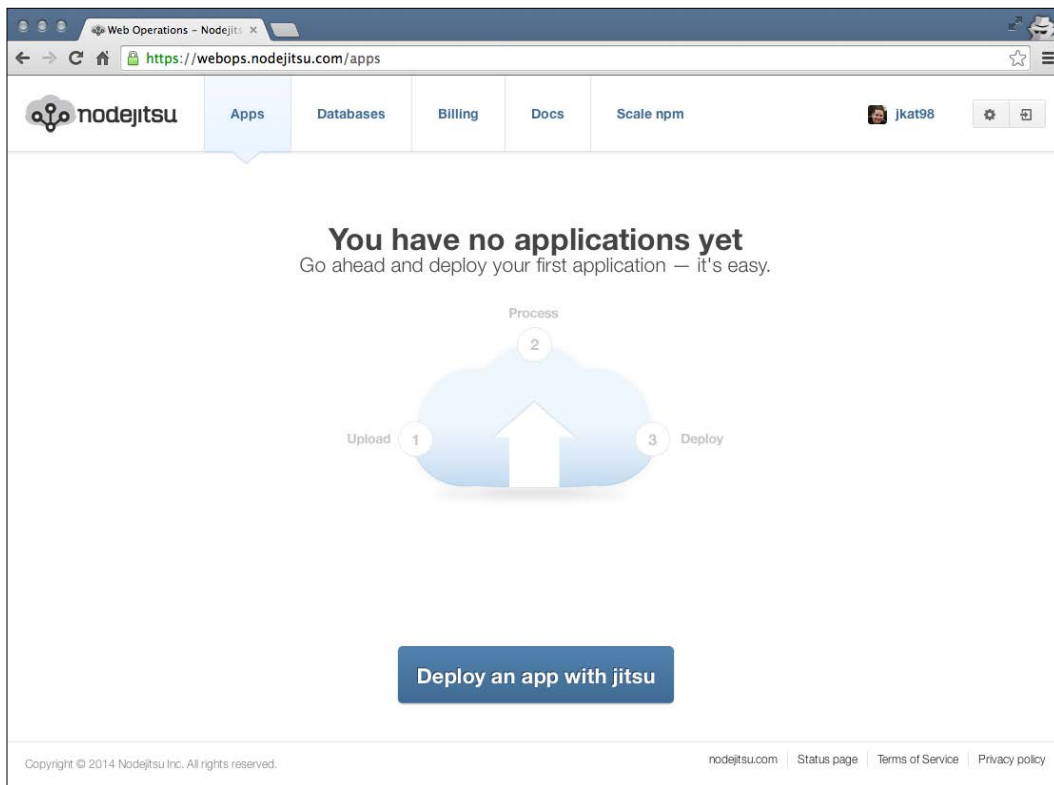 Web Operations – Nodejits
https://webops.nodejitsu.com/apps
nodejitsu
Apps
Databases
Billing
Docs
Scale npm
jkat98
You have no applications yet
Go ahead and deploy your first application — it's easy.
Process
2
Upload 1
3 Deploy
Deploy an app with jitsu
Copyright © 2014 Nodejitsu Inc. All rights reserved.
nodejitsu.com
Status page
Terms of Service
Privacy policy